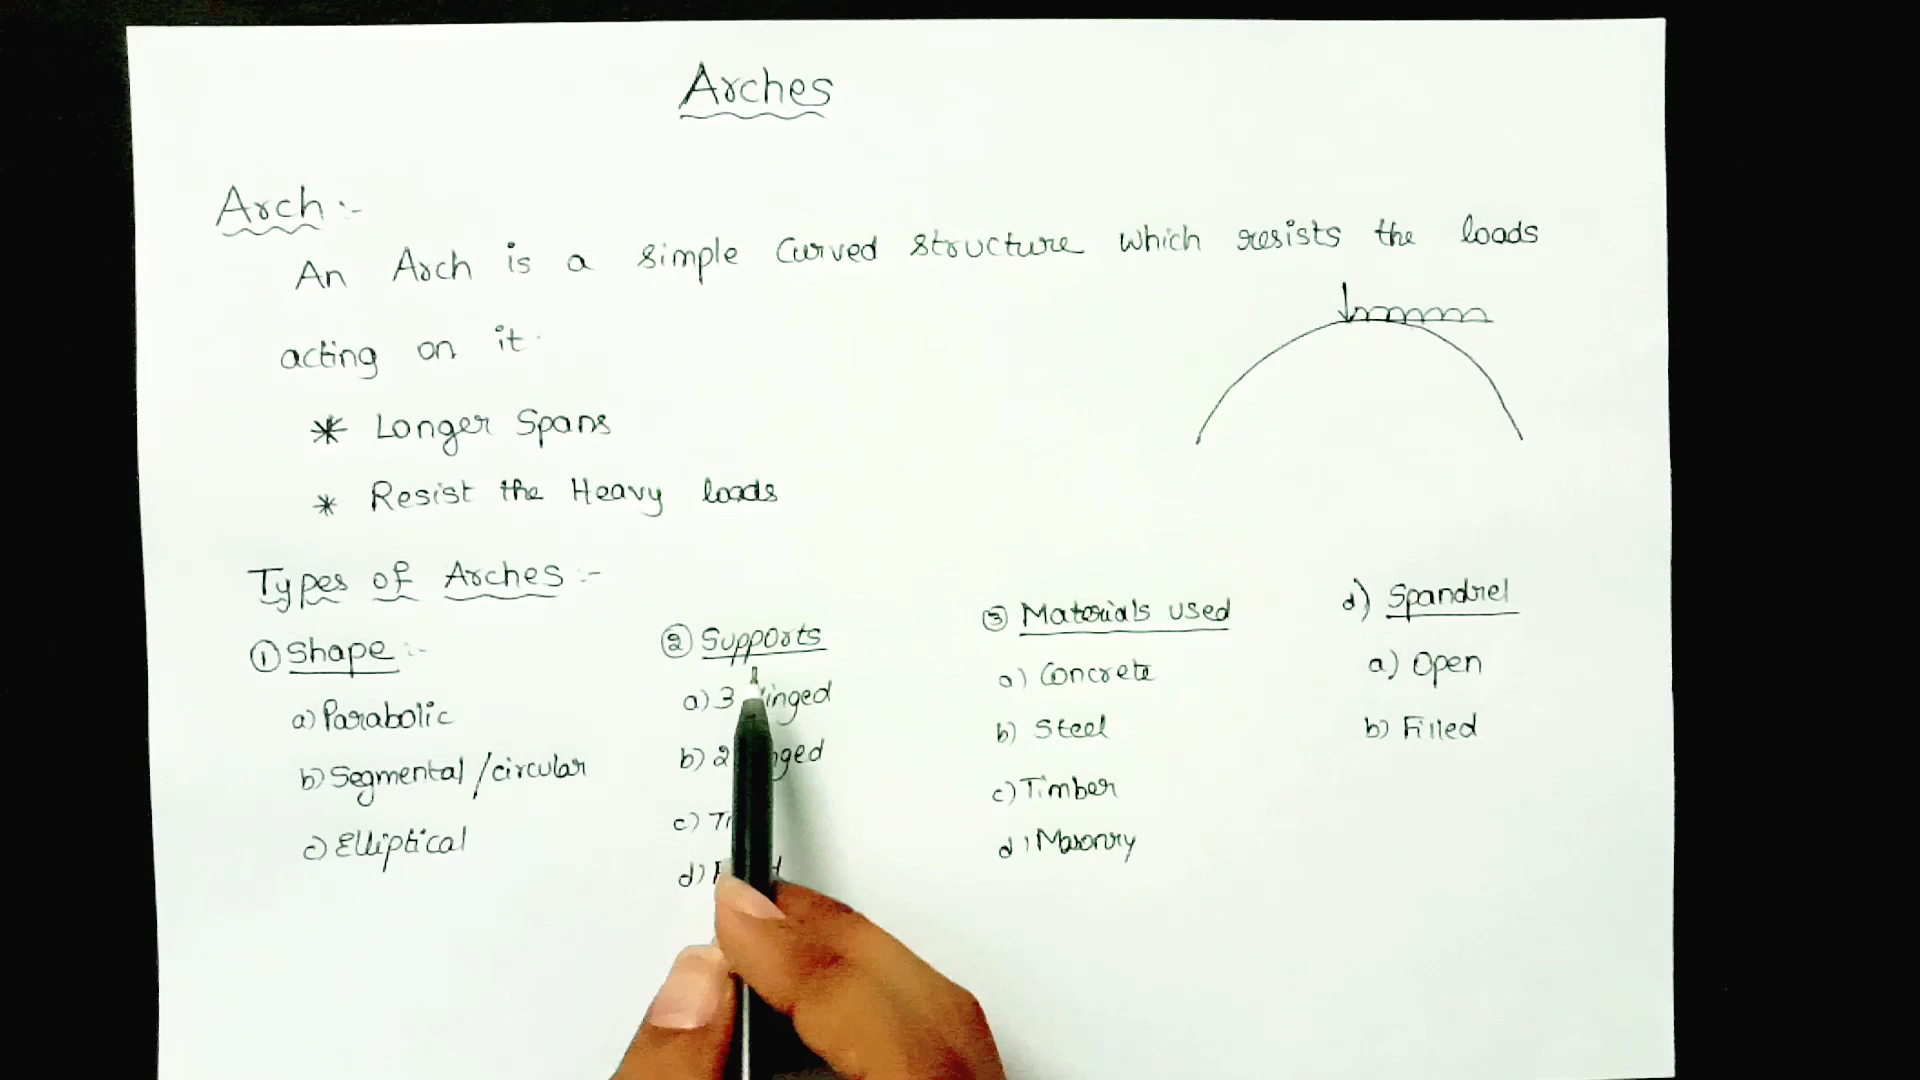 Arches
Arch :-
An Arch is a simple Curved structure which resists the loads
acting on it.
* Longer Spans
* Resist the Heavy loads
Types of Arches :-
① Shape :-
a) Parabolic
b) Segmental / circular
c) Elliptical
② Supports
a) 3
b) 2
c)
d)
③ Materials used
a) Concrete
b) Steel
c) Timber
d) Masonry
d) Spandrel
a) Open
b) Filled